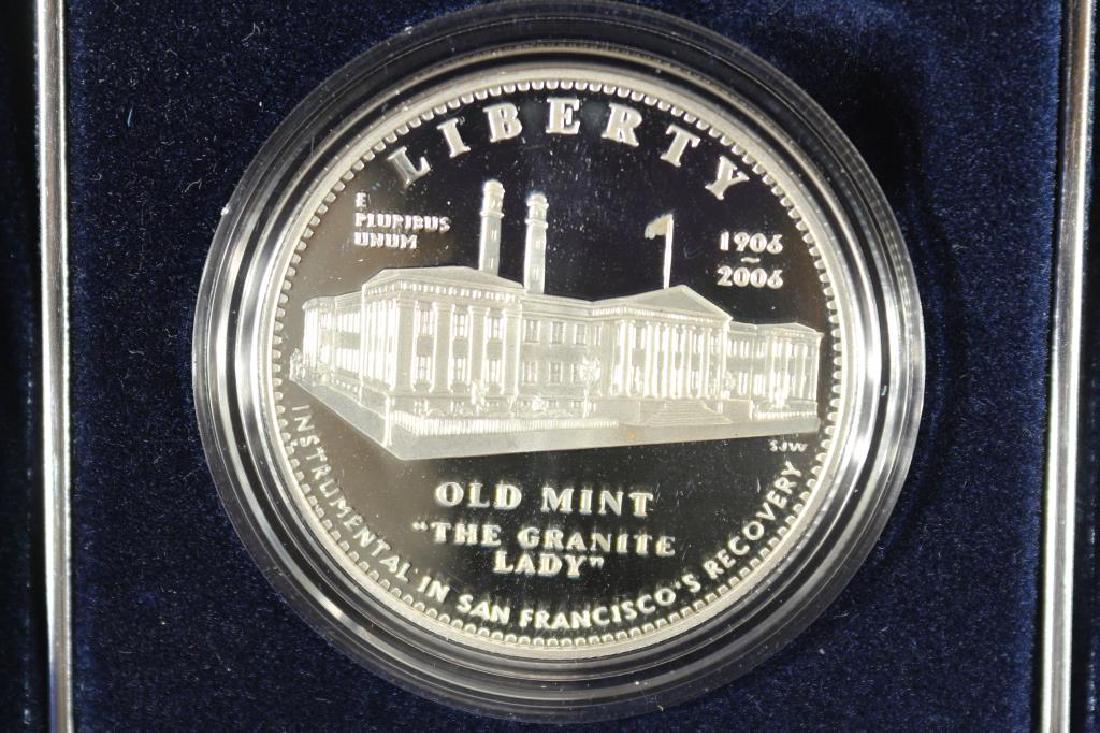 LIBERTY
E
PLURIBUS
UNUM
1906
~
2006
SJW
OLD MINT
"THE GRANITE
LADY"
INSTRUMENTAL IN SAN FRANCISCO'S RECOVERY